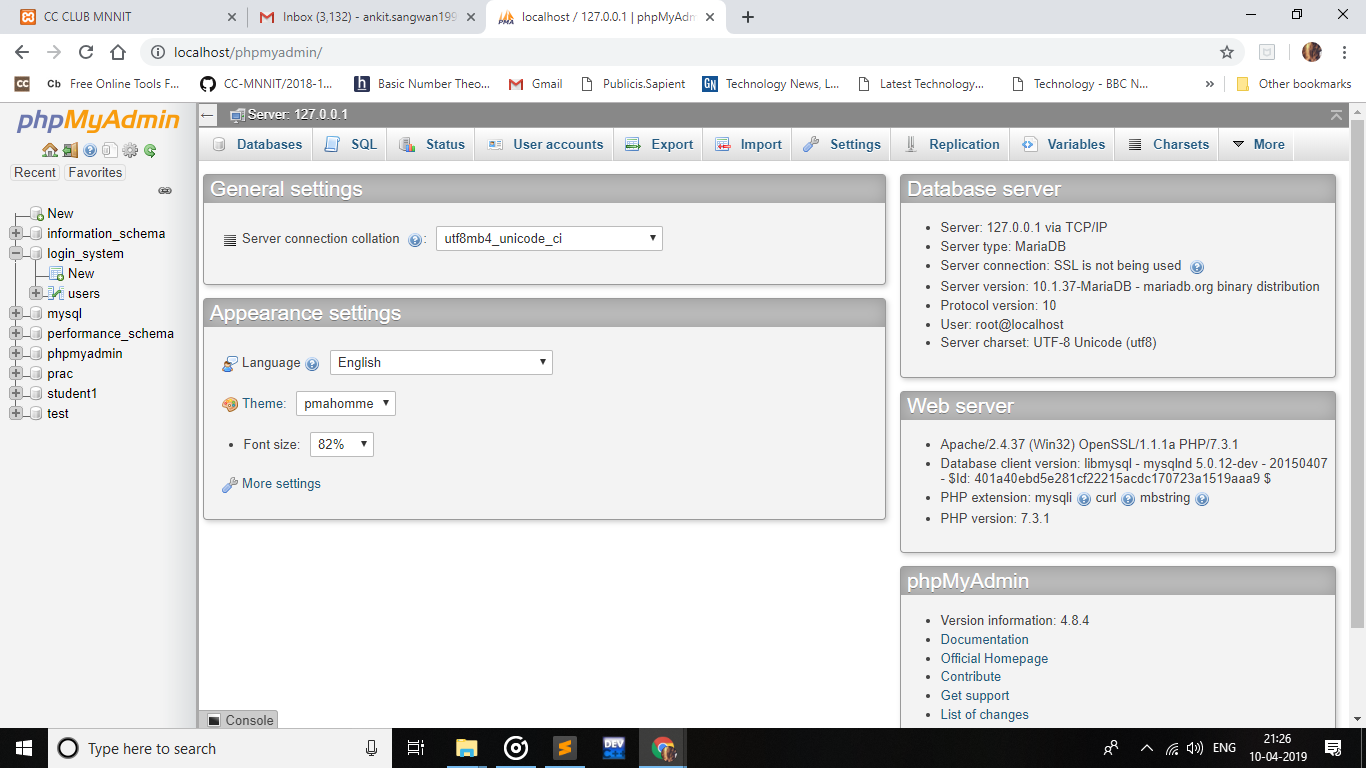 CC CLUB MNNIT
Inbox (3,132) - ankit.sangwan199
localhost / 127.0.0.1 | phpMyAdm
localhost/phpmyadmin/
CC
Cb Free Online Tools F...
CC-MNNIT/2018-1...
h Basic Number Theo...
Gmail
Publicis.Sapient
GN Technology News, L...
Latest Technology...
Technology - BBC N...
»
Other bookmarks
phpMyAdmin
Recent Favorites
New
information_schema
login_system
New
users
mysql
performance_schema
phpmyadmin
prac
student1
test
Server: 127.0.0.1
Databases SQL Status User accounts Export Import Settings Replication Variables Charsets More
General settings
Server connection collation : utf8mb4_unicode_ci
Appearance settings
Language English
Theme: pmahomme
• Font size: 82%
More settings
Database server
• Server: 127.0.0.1 via TCP/IP
• Server type: MariaDB
• Server connection: SSL is not being used
• Server version: 10.1.37-MariaDB - mariadb.org binary distribution
• Protocol version: 10
• User: root@localhost
• Server charset: UTF-8 Unicode (utf8)
Web server
• Apache/2.4.37 (Win32) OpenSSL/1.1.1a PHP/7.3.1
• Database client version: libmysql - mysqlnd 5.0.12-dev - 20150407
- $Id: 401a40ebd5e281cf22215acdc170723a1519aaa9 $
• PHP extension: mysqli curl mbstring
• PHP version: 7.3.1
phpMyAdmin
• Version information: 4.8.4
• Documentation
• Official Homepage
• Contribute
• Get support
• List of changes
Console
Type here to search
DEV
ENG
21:26
10-04-2019